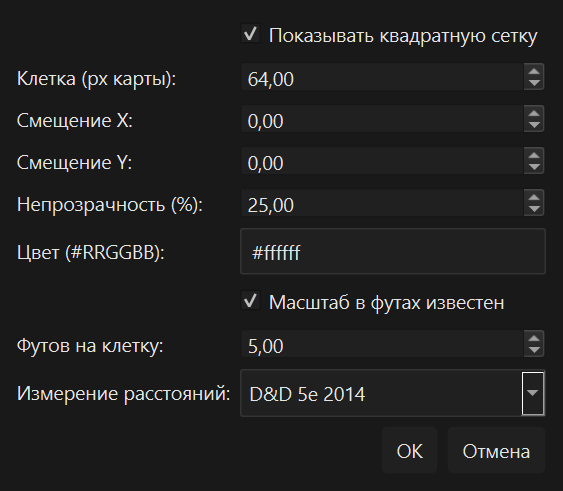 Показывать квадратную сетку
Клетка (px карты): 64,00
Смещение X: 0,00
Смещение Y: 0,00
Непрозрачность (%): 25,00
Цвет (#RRGGBB): #ffffff
Масштаб в футах известен
Футов на клетку: 5,00
Измерение расстояний: D&D 5e 2014
OK Отмена